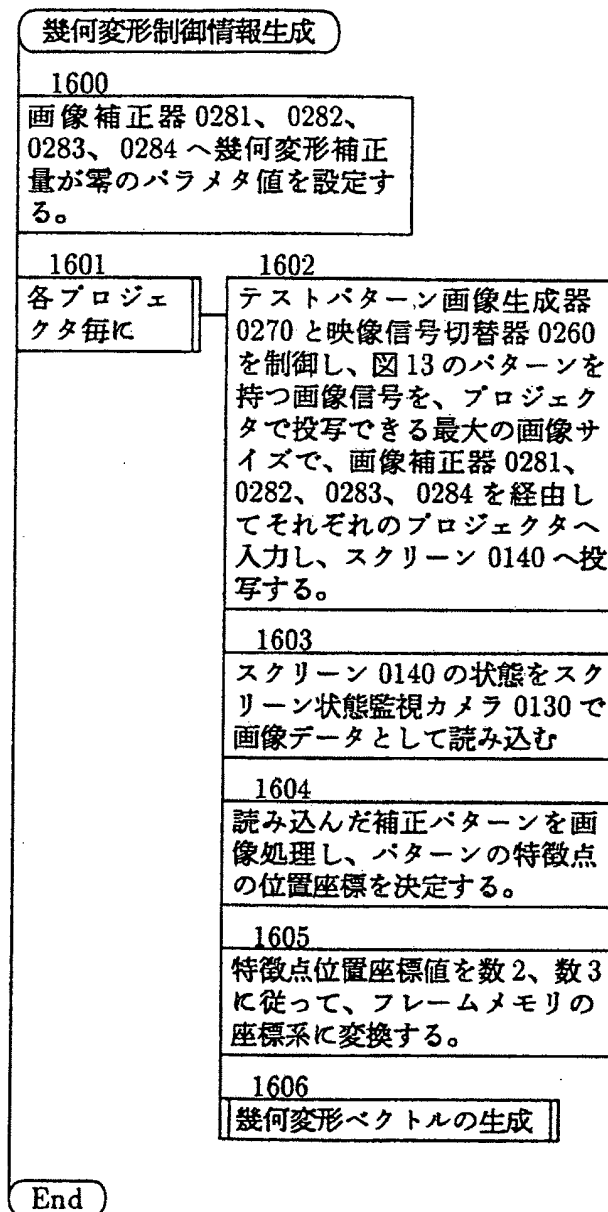 幾何変形制御情報生成
1600
画像補正器 0281、0282、
0283、0284 へ幾何変形補正
量が零のパラメタ値を設定す
る。
1601
各プロジェ
クタ毎に
1602
テストパターン画像生成器
0270 と映像信号切替器 0260
を制御し、図 13 のパターンを
持つ画像信号を、プロジェク
タで投写できる最大の画像サ
イズで、画像補正器 0281、
0282、0283、0284 を経由し
てそれぞれのプロジェクタへ
入力し、スクリーン 0140 へ投
写する。
1603
スクリーン 0140 の状態をスク
リーン状態監視カメラ 0130 で
画像データとして読み込む
1604
読み込んだ補正パターンを画
像処理し、パターンの特徴点
の位置座標を決定する。
1605
特徴点位置座標値を数 2、数 3
に従って、フレームメモリの
座標系に変換する。
1606
幾何変形ベクトルの生成
End